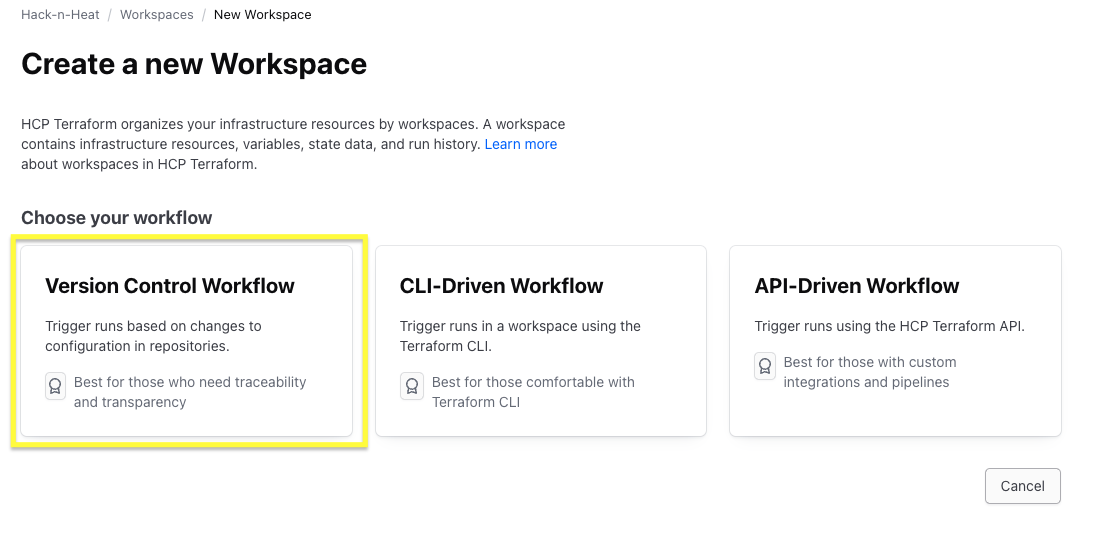 Hack-n-Heat / Workspaces / New Workspace
Create a new Workspace
HCP Terraform organizes your infrastructure resources by workspaces. A workspace
contains infrastructure resources, variables, state data, and run history. Learn more
about workspaces in HCP Terraform.
Choose your workflow
Version Control Workflow
Trigger runs based on changes to
configuration in repositories.
Best for those who need traceability
and transparency
CLI-Driven Workflow
Trigger runs in a workspace using the
Terraform CLI.
Best for those comfortable with
Terraform CLI
API-Driven Workflow
Trigger runs using the HCP Terraform API.
Best for those with custom
integrations and pipelines
Cancel